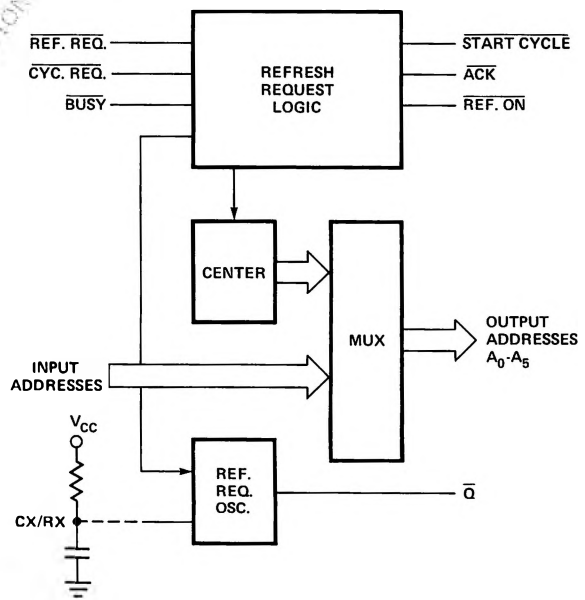 REF. REQ.
CYC. REQ.
BUSY
REFRESH
REQUEST
LOGIC
START CYCLE
ACK
REF. ON
CENTER
MUX
OUTPUT
ADDRESSES
A0-A5
INPUT
ADDRESSES
VCC
CX/RX
REF.
REQ.
OSC.
Q